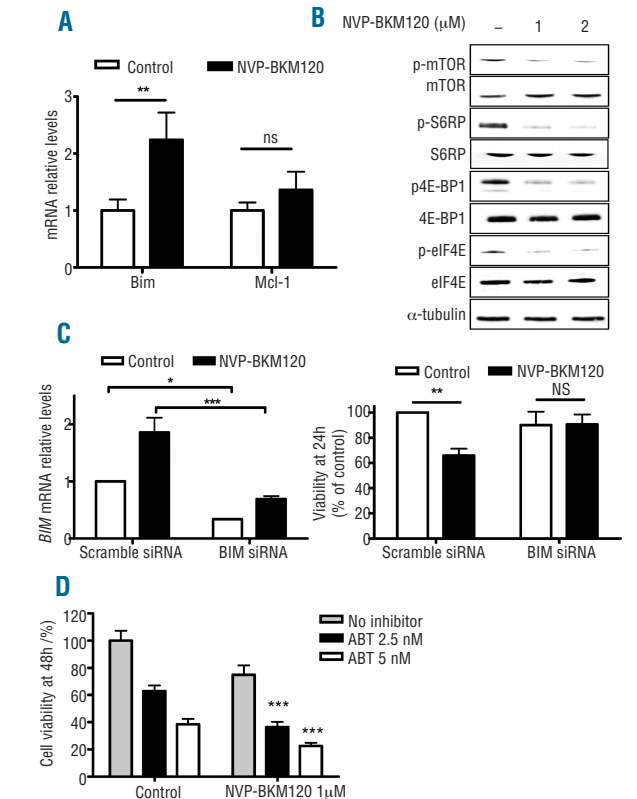 A
Control
NVP-BKM120
mRNA relative levels
3
2
1
0
**
ns
Bim
Mcl-1
B
NVP-BKM120 (μM)
– 1 2
p-mTOR
mTOR
p-S6RP
S6RP
p4E-BP1
4E-BP1
p-eIF4E
eIF4E
α-tubulin
C
Control
NVP-BKM120
BIM mRNA relative levels
2
1
0
*
***
Scramble siRNA
BIM siRNA
Control
NVP-BKM120
Viability at 24h
(% of control)
100
80
60
40
20
0
**
NS
Scramble siRNA
BIM siRNA
D
Cell viability at 48h /%)
120
100
80
60
40
20
0
***
***
Control
NVP-BKM120 1μM
No inhibitor
ABT 2.5 nM
ABT 5 nM